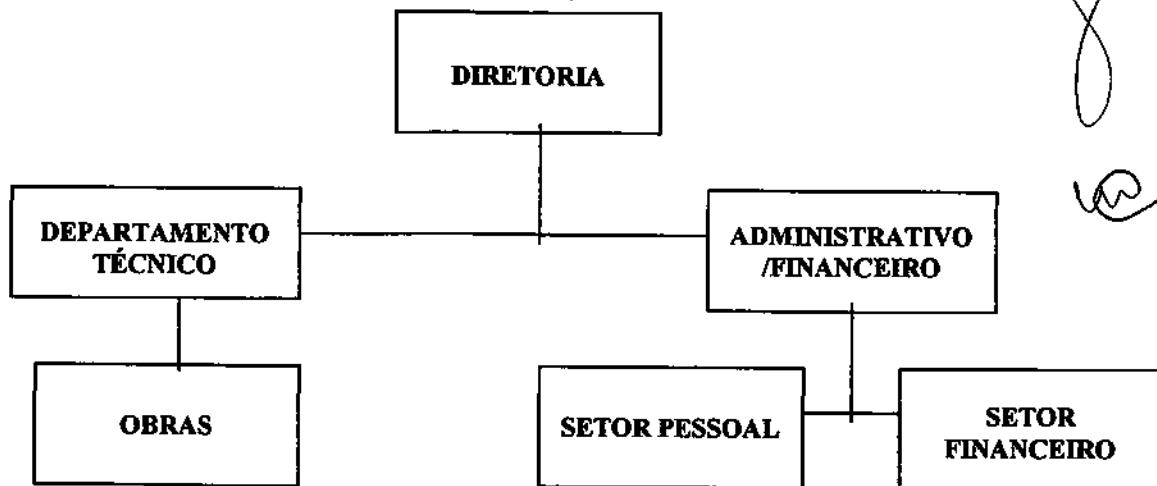 DIRETORIA
DEPARTAMENTO
TÉCNICO
ADMINISTRATIVO
/FINANCEIRO
OBRAS
SETOR PESSOAL
SETOR
FINANCEIRO